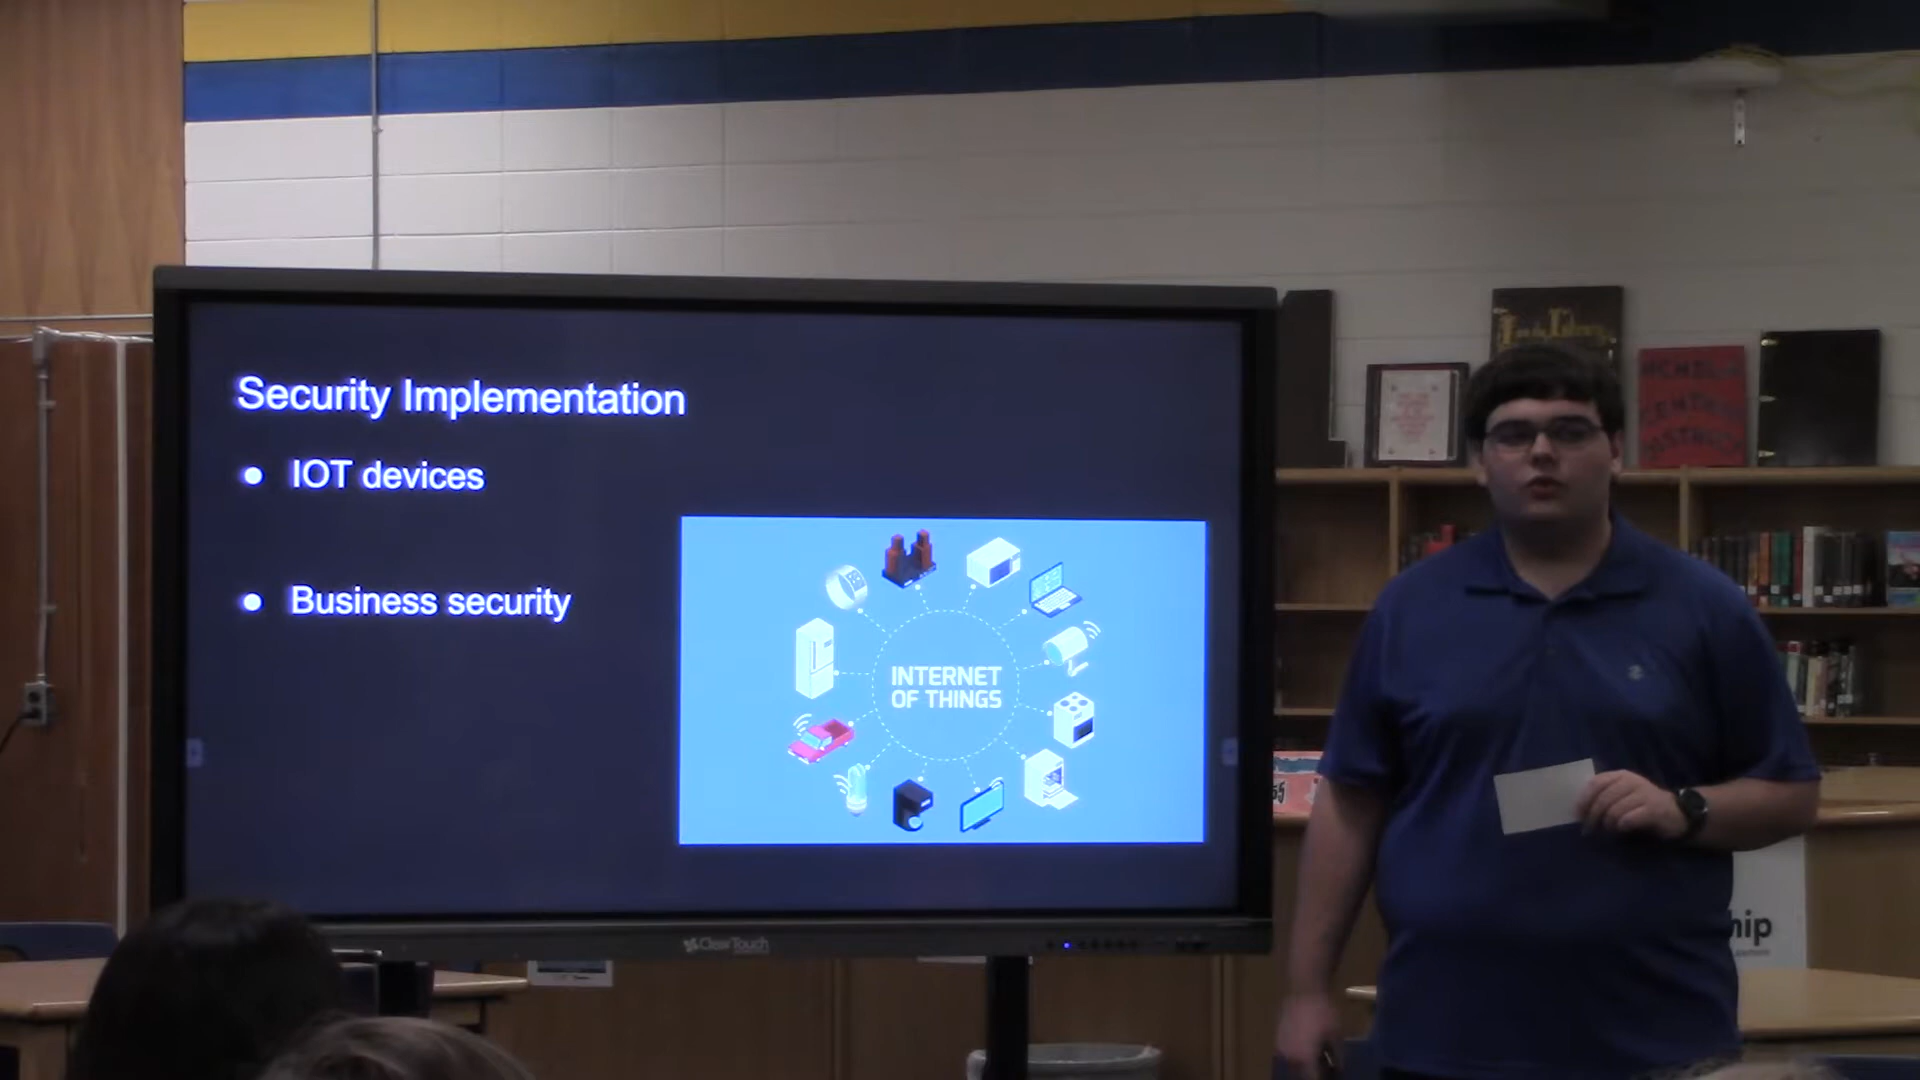 Security Implementation
● IOT devices
● Business security
INTERNET
OF THINGS
ClearTouch
hip